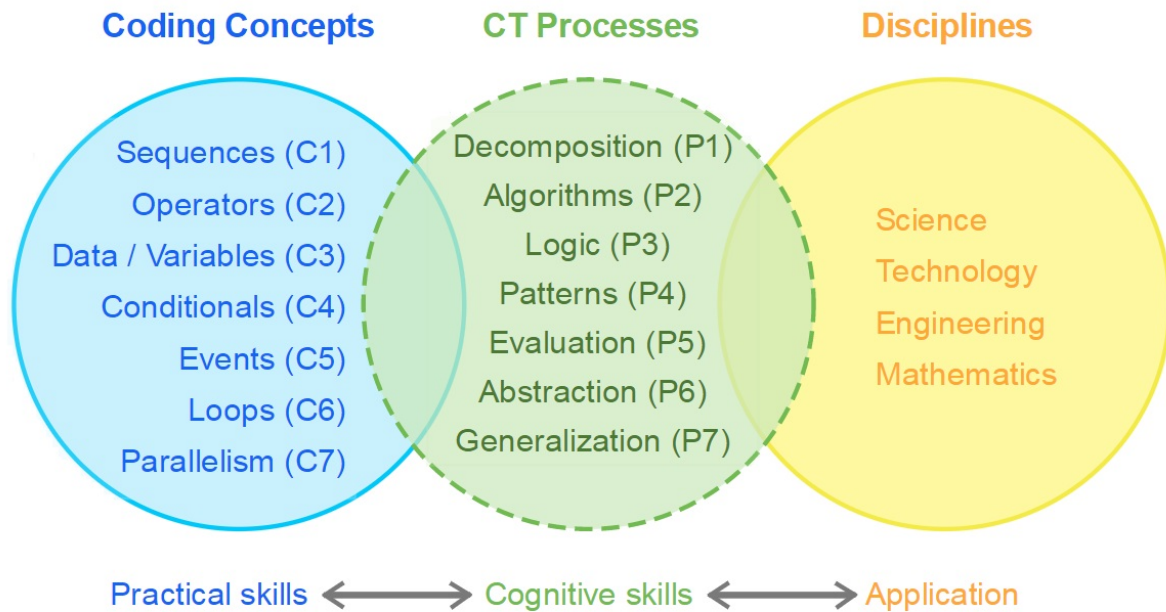 Coding Concepts
CT Processes
Disciplines
Sequences (C1)
Operators (C2)
Data / Variables (C3)
Conditionals (C4)
Events (C5)
Loops (C6)
Parallelism (C7)
Decomposition (P1)
Algorithms (P2)
Logic (P3)
Patterns (P4)
Evaluation (P5)
Abstraction (P6)
Generalization (P7)
Science
Technology
Engineering
Mathematics
Practical skills
Cognitive skills
Application